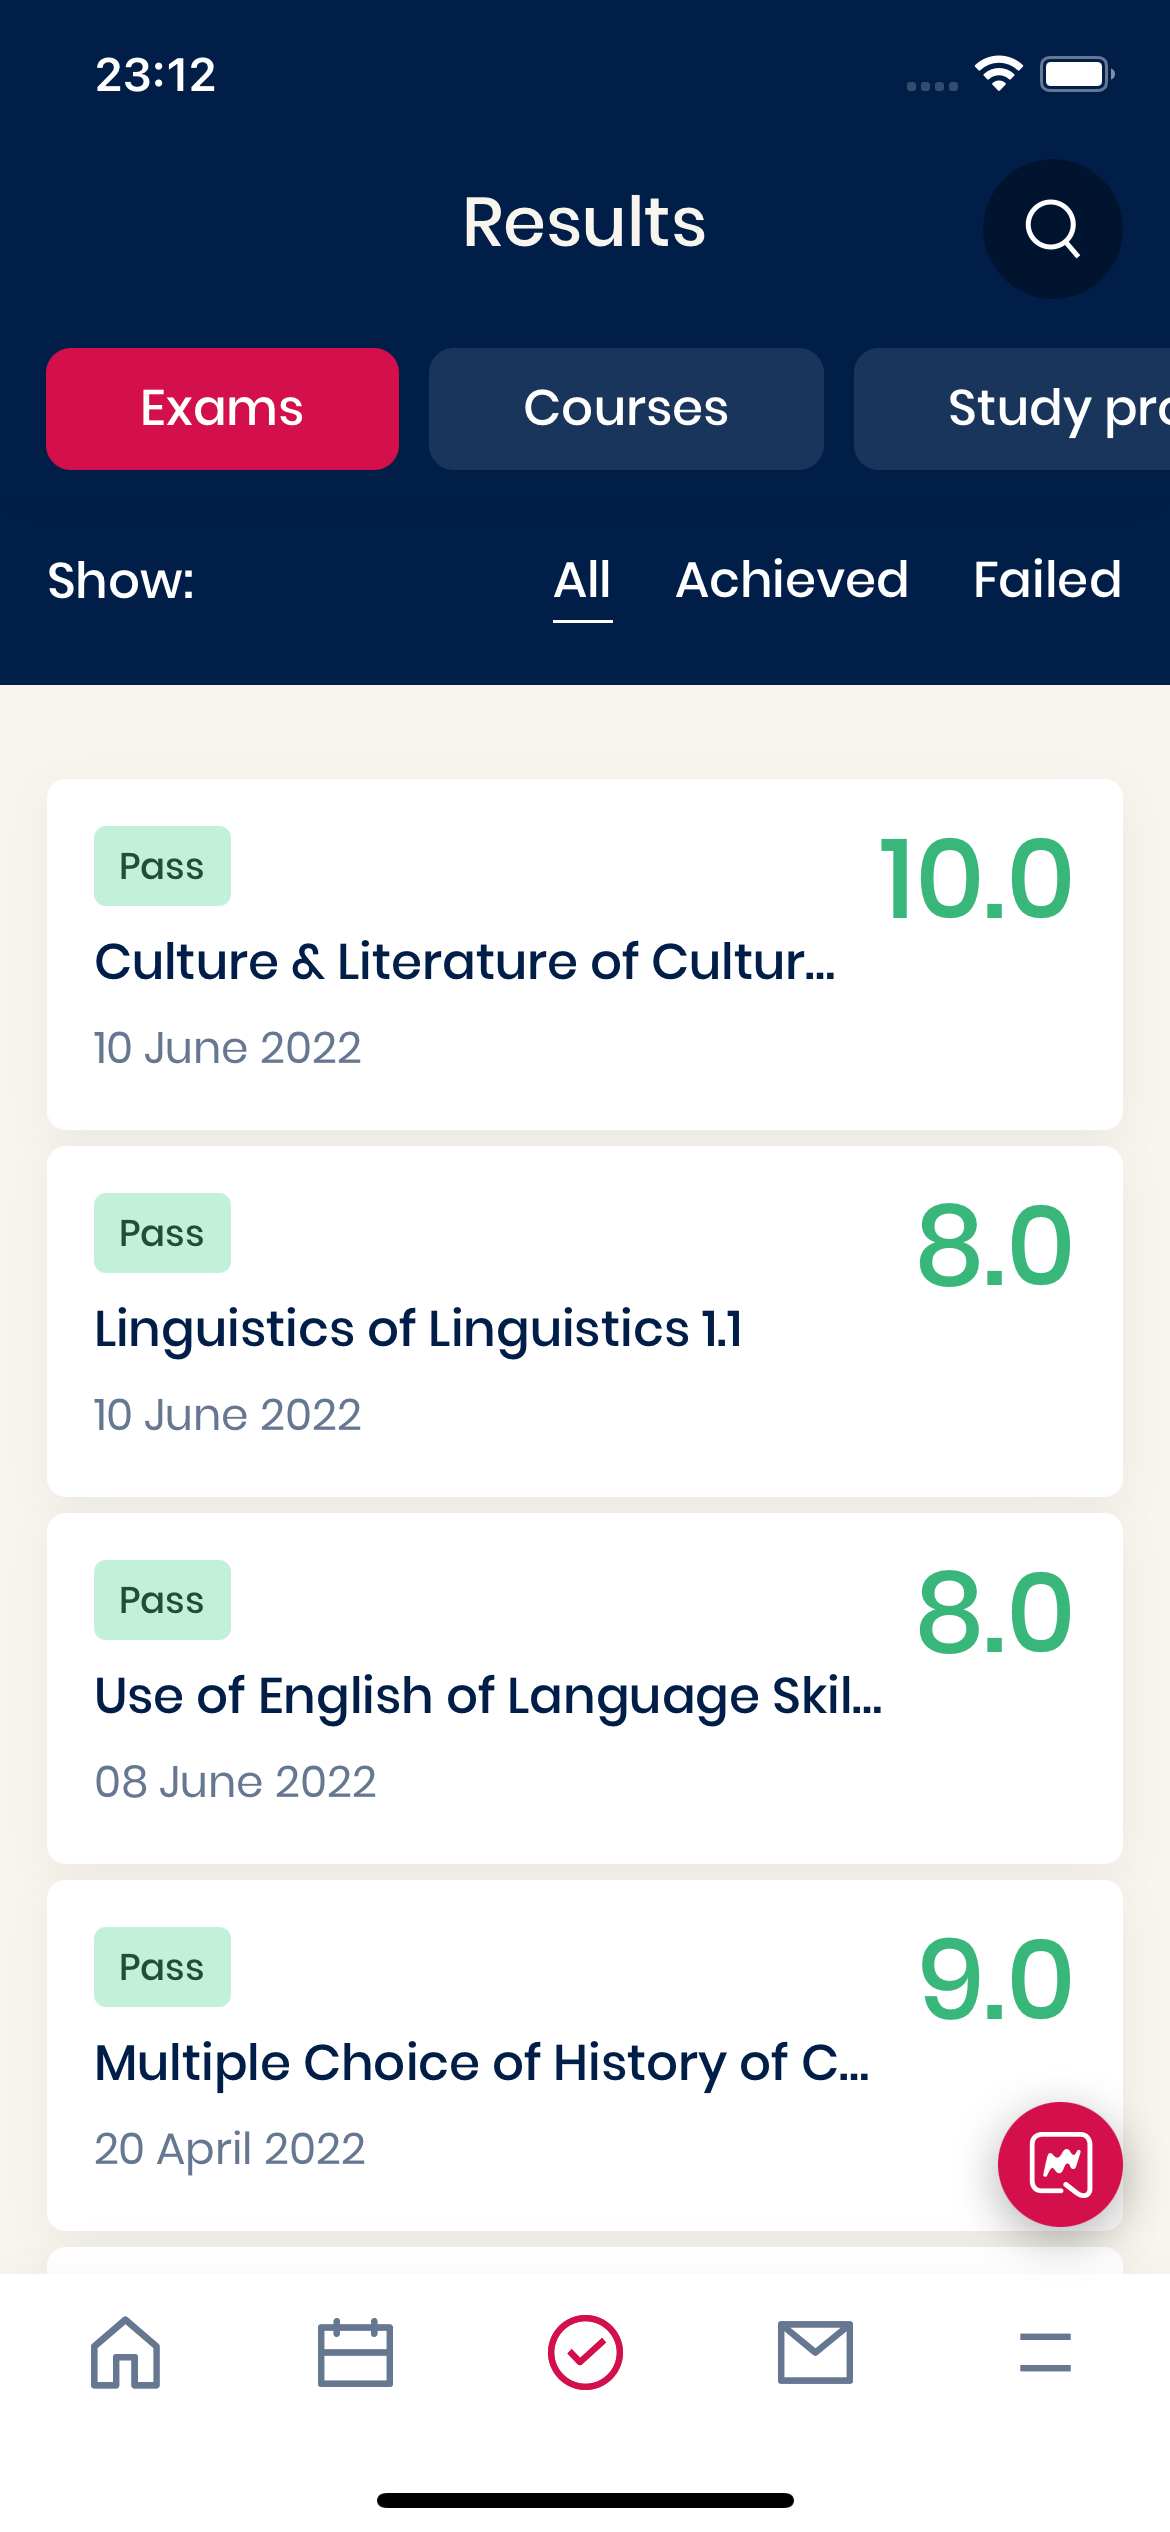 23:12
Results
Exams
Courses
Study pro
Show:
All
Achieved
Failed
Pass
10.0
Culture & Literature of Cultur...
10 June 2022
Pass
8.0
Linguistics of Linguistics 1.1
10 June 2022
Pass
8.0
Use of English of Language Skil...
08 June 2022
Pass
9.0
Multiple Choice of History of C...
20 April 2022